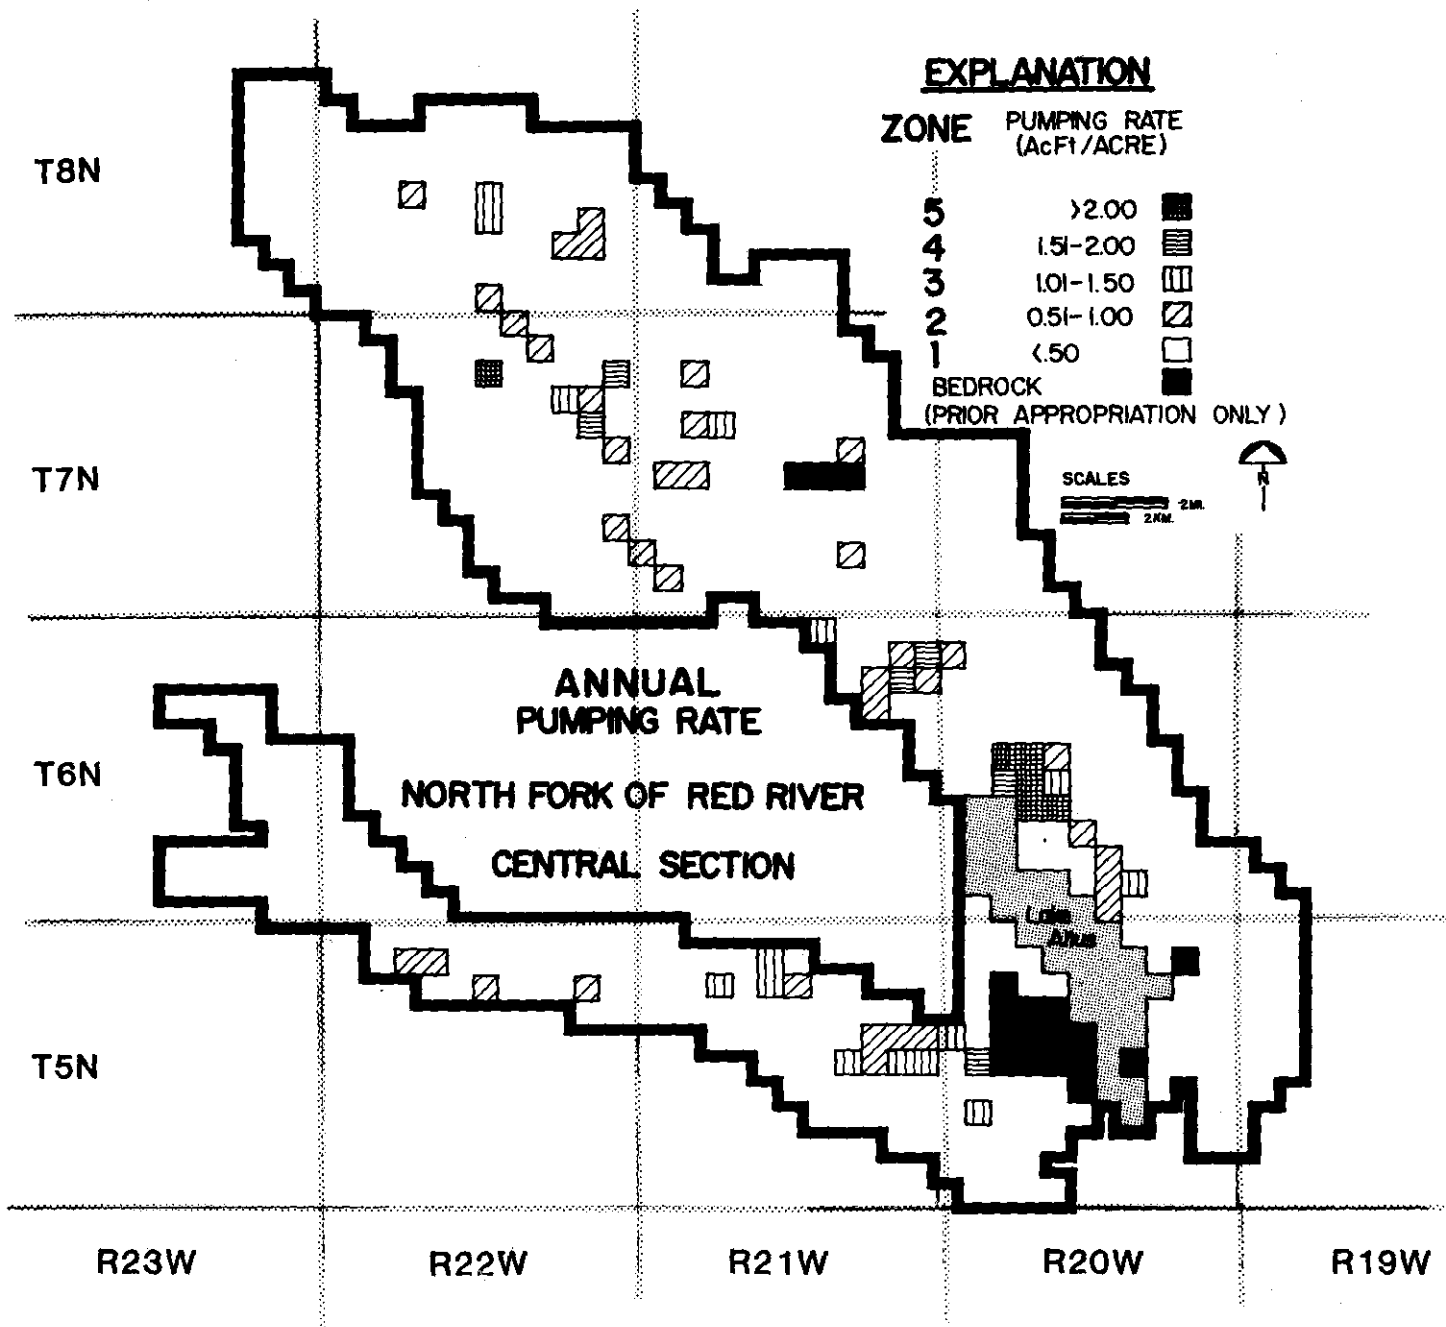 EXPLANATION
ZONE PUMPING RATE
(AcFt/ACRE)
5 >2.00
4 1.51-2.00
3 1.01-1.50
2 0.51-1.00
1 <.50
BEDROCK
(PRIOR APPROPRIATION ONLY)
T8N
T7N
SCALES
2 MI.
2 KM.
N
ANNUAL
PUMPING RATE
NORTH FORK OF RED RIVER
CENTRAL SECTION
T6N
Lake
Altus
T5N
R23W R22W R21W R20W R19W